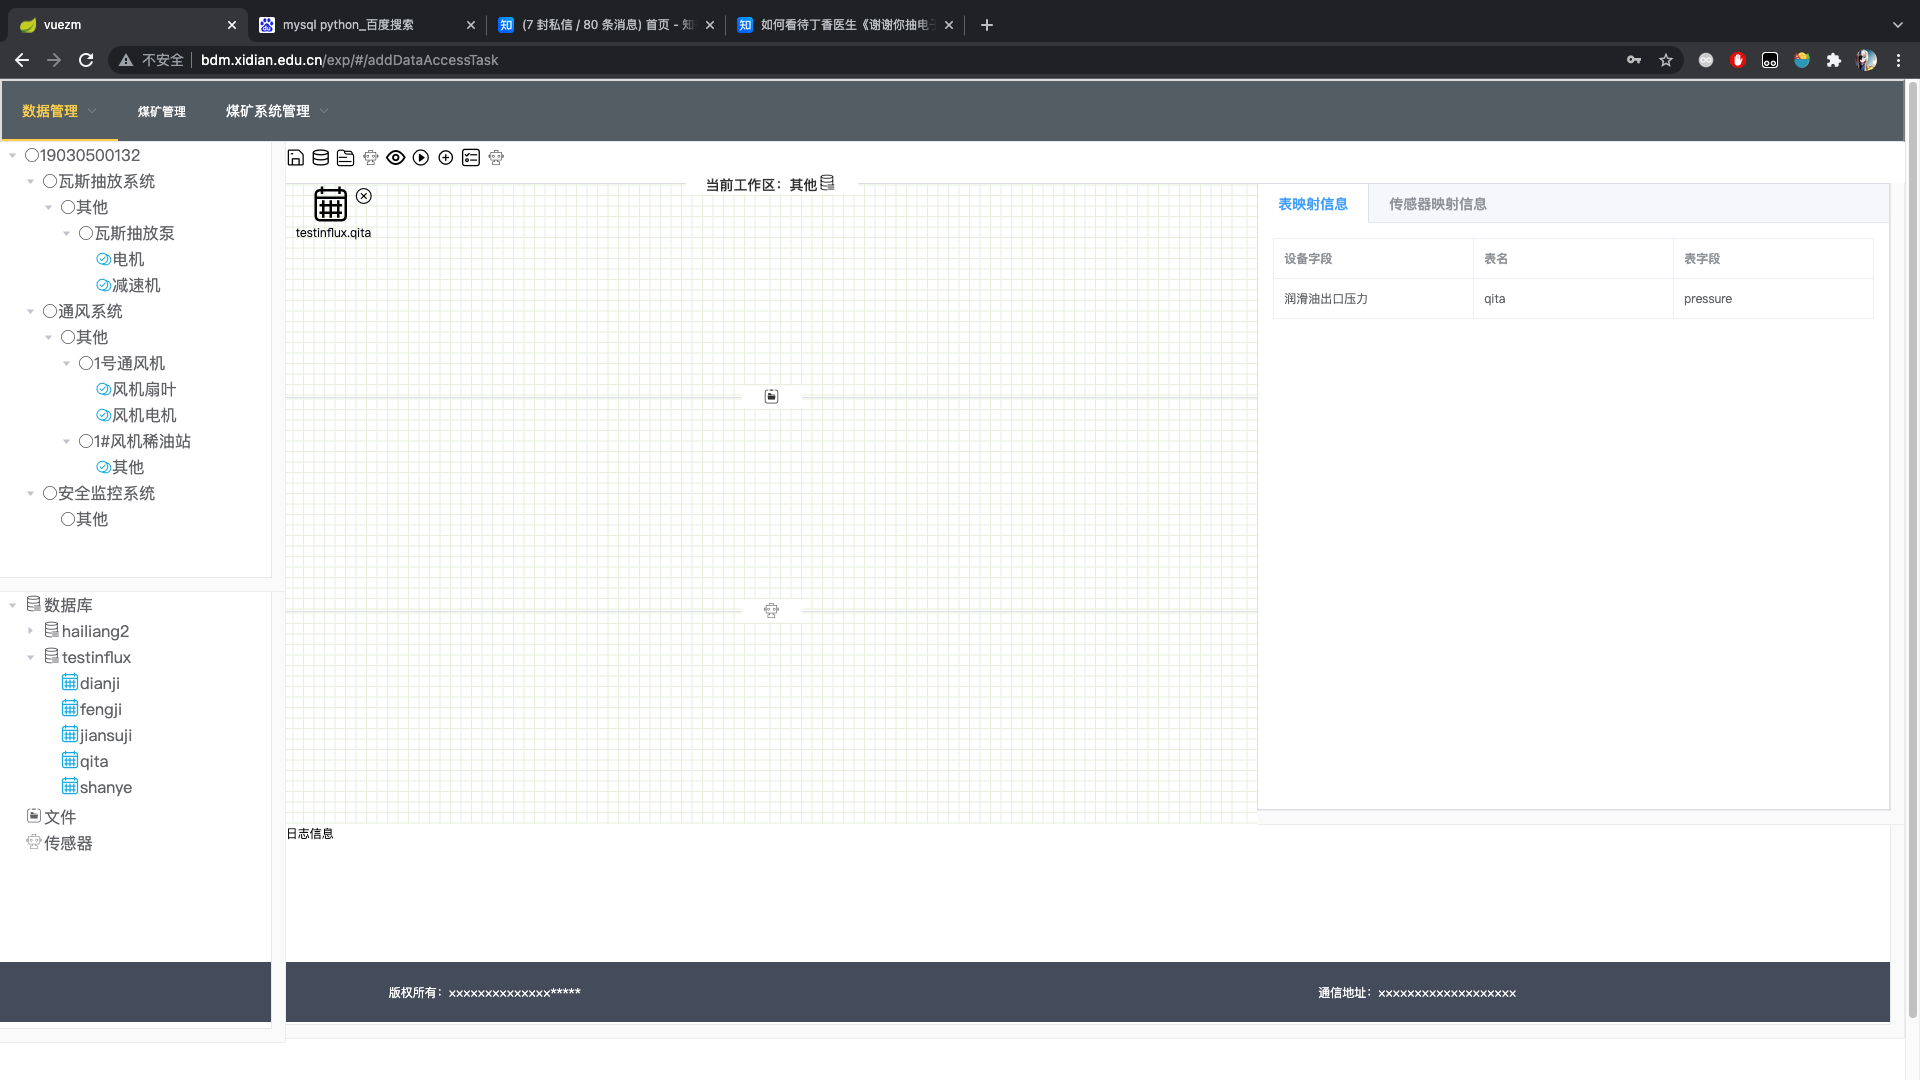 vuezm
mysql python_百度搜索
(7 封私信 / 80 条消息) 首页 - 知
如何看待丁香医生《谢谢你抽电子
不安全
bdm.xidian.edu.cn/exp/#/addDataAccessTask
数据管理
煤矿管理
煤矿系统管理
19030500132
瓦斯抽放系统
其他
瓦斯抽放泵
电机
减速机
通风系统
其他
1号通风机
风机扇叶
风机电机
1#风机稀油站
其他
安全监控系统
其他
数据库
hailiang2
testinflux
dianji
fengji
jiansuji
qita
shanye
文件
传感器
当前工作区：其他
testinflux.qita
日志信息
表映射信息
传感器映射信息
设备字段 表名 表字段
润滑油出口压力 qita pressure
版权所有：xxxxxxxxxxxxxx*****
通信地址：xxxxxxxxxxxxxxxxxxx